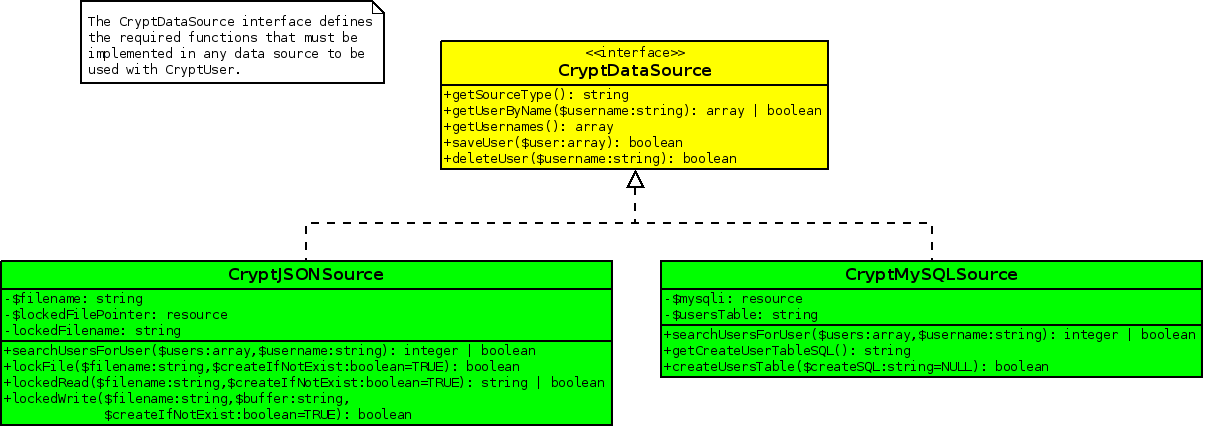 The CryptDataSource interface defines
the required functions that must be
implemented in any data source to be
used with CryptUser.
<<interface>>
CryptDataSource
+getSourceType(): string
+getUserByName($username:string): array | boolean
+getUsernames(): array
+saveUser($user:array): boolean
+deleteUser($username:string): boolean
CryptJSONSource
-$filename: string
-$lockedFilePointer: resource
-lockedFilename: string
+searchUsersForUser($users:array,$username:string): integer | boolean
+lockFile($filename:string,$createIfNotExist:boolean=TRUE): boolean
+lockedRead($filename:string,$createIfNotExist:boolean=TRUE): string | boolean
+lockedWrite($filename:string,$buffer:string,
$createIfNotExist:boolean=TRUE): boolean
CryptMySQLSource
-$mysqli: resource
-$usersTable: string
+searchUsersForUser($users:array,$username:string): integer | boolean
+getCreateUserTableSQL(): string
+createUsersTable($createSQL:string=NULL): boolean